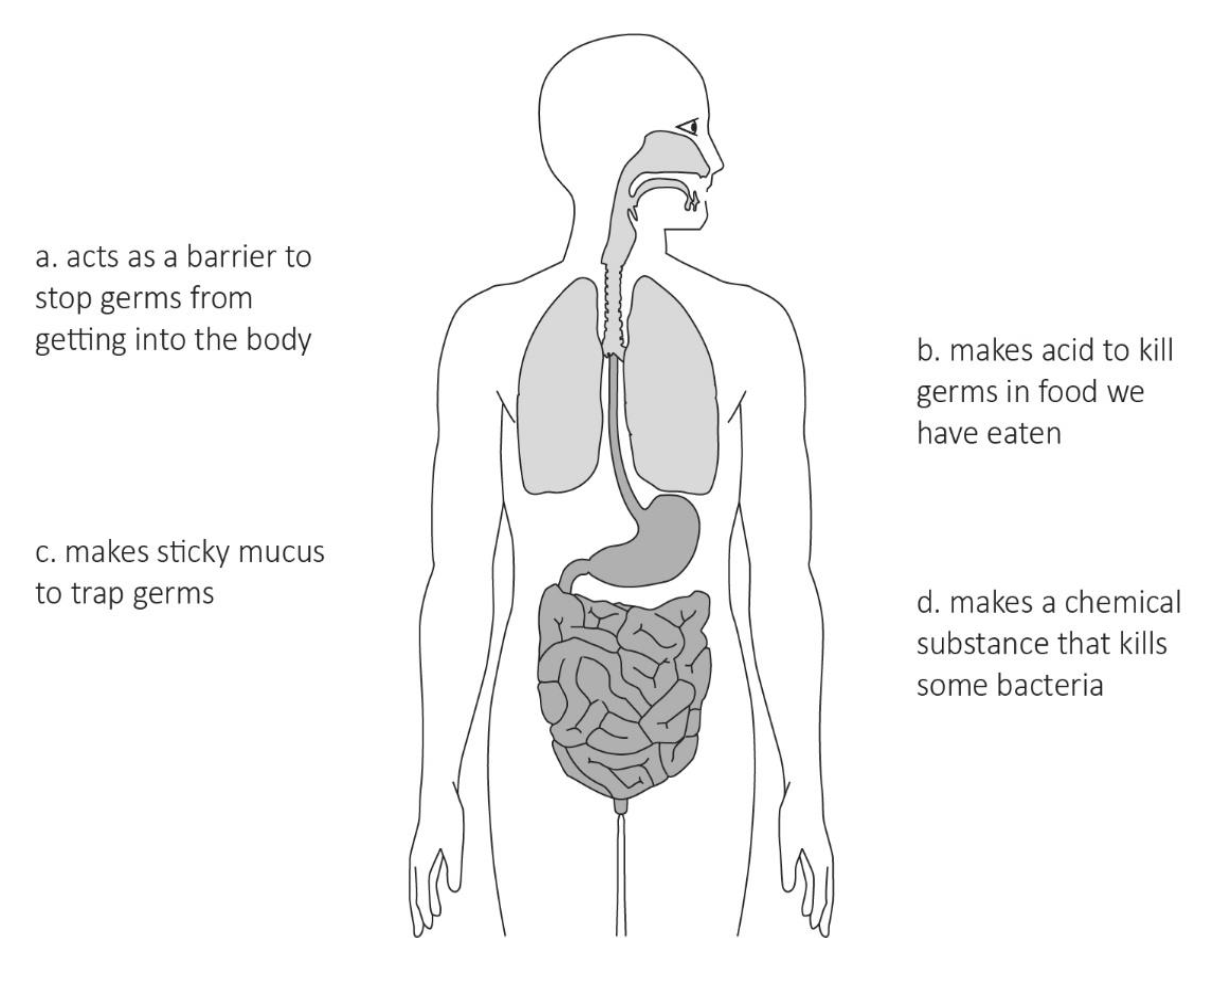 a. acts as a barrier to
stop germs from
getting into the body
b. makes acid to kill
germs in food we
have eaten
c. makes sticky mucus
to trap germs
d. makes a chemical
substance that kills
some bacteria